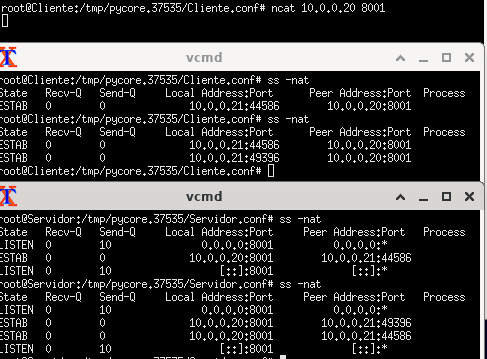 root@Cliente:/tmp/pycore.37535/Cliente.conf# ncat 10.0.0.20 8001
vcmd
root@Cliente:/tmp/pycore.37535/Cliente.conf# ss -nat
State Recv-Q Send-Q Local Address:Port Peer Address:Port Process
ESTAB 0 0 10.0.0.21:44586 10.0.0.20:8001
root@Cliente:/tmp/pycore.37535/Cliente.conf# ss -nat
State Recv-Q Send-Q Local Address:Port Peer Address:Port Process
ESTAB 0 0 10.0.0.21:44586 10.0.0.20:8001
ESTAB 0 0 10.0.0.21:49396 10.0.0.20:8001
root@Cliente:/tmp/pycore.37535/Cliente.conf#
vcmd
root@Servidor:/tmp/pycore.37535/Servidor.conf# ss -nat
State Recv-Q Send-Q Local Address:Port Peer Address:Port Process
LISTEN 0 10 0.0.0.0:8001 0.0.0.0:*
ESTAB 0 0 10.0.0.20:8001 10.0.0.21:44586
LISTEN 0 10 [::]:8001 [::]:*
root@Servidor:/tmp/pycore.37535/Servidor.conf# ss -nat
State Recv-Q Send-Q Local Address:Port Peer Address:Port Process
LISTEN 0 10 0.0.0.0:8001 0.0.0.0:*
ESTAB 0 0 10.0.0.20:8001 10.0.0.21:49396
ESTAB 0 0 10.0.0.20:8001 10.0.0.21:44586
LISTEN 0 10 [::]:8001 [::]:*